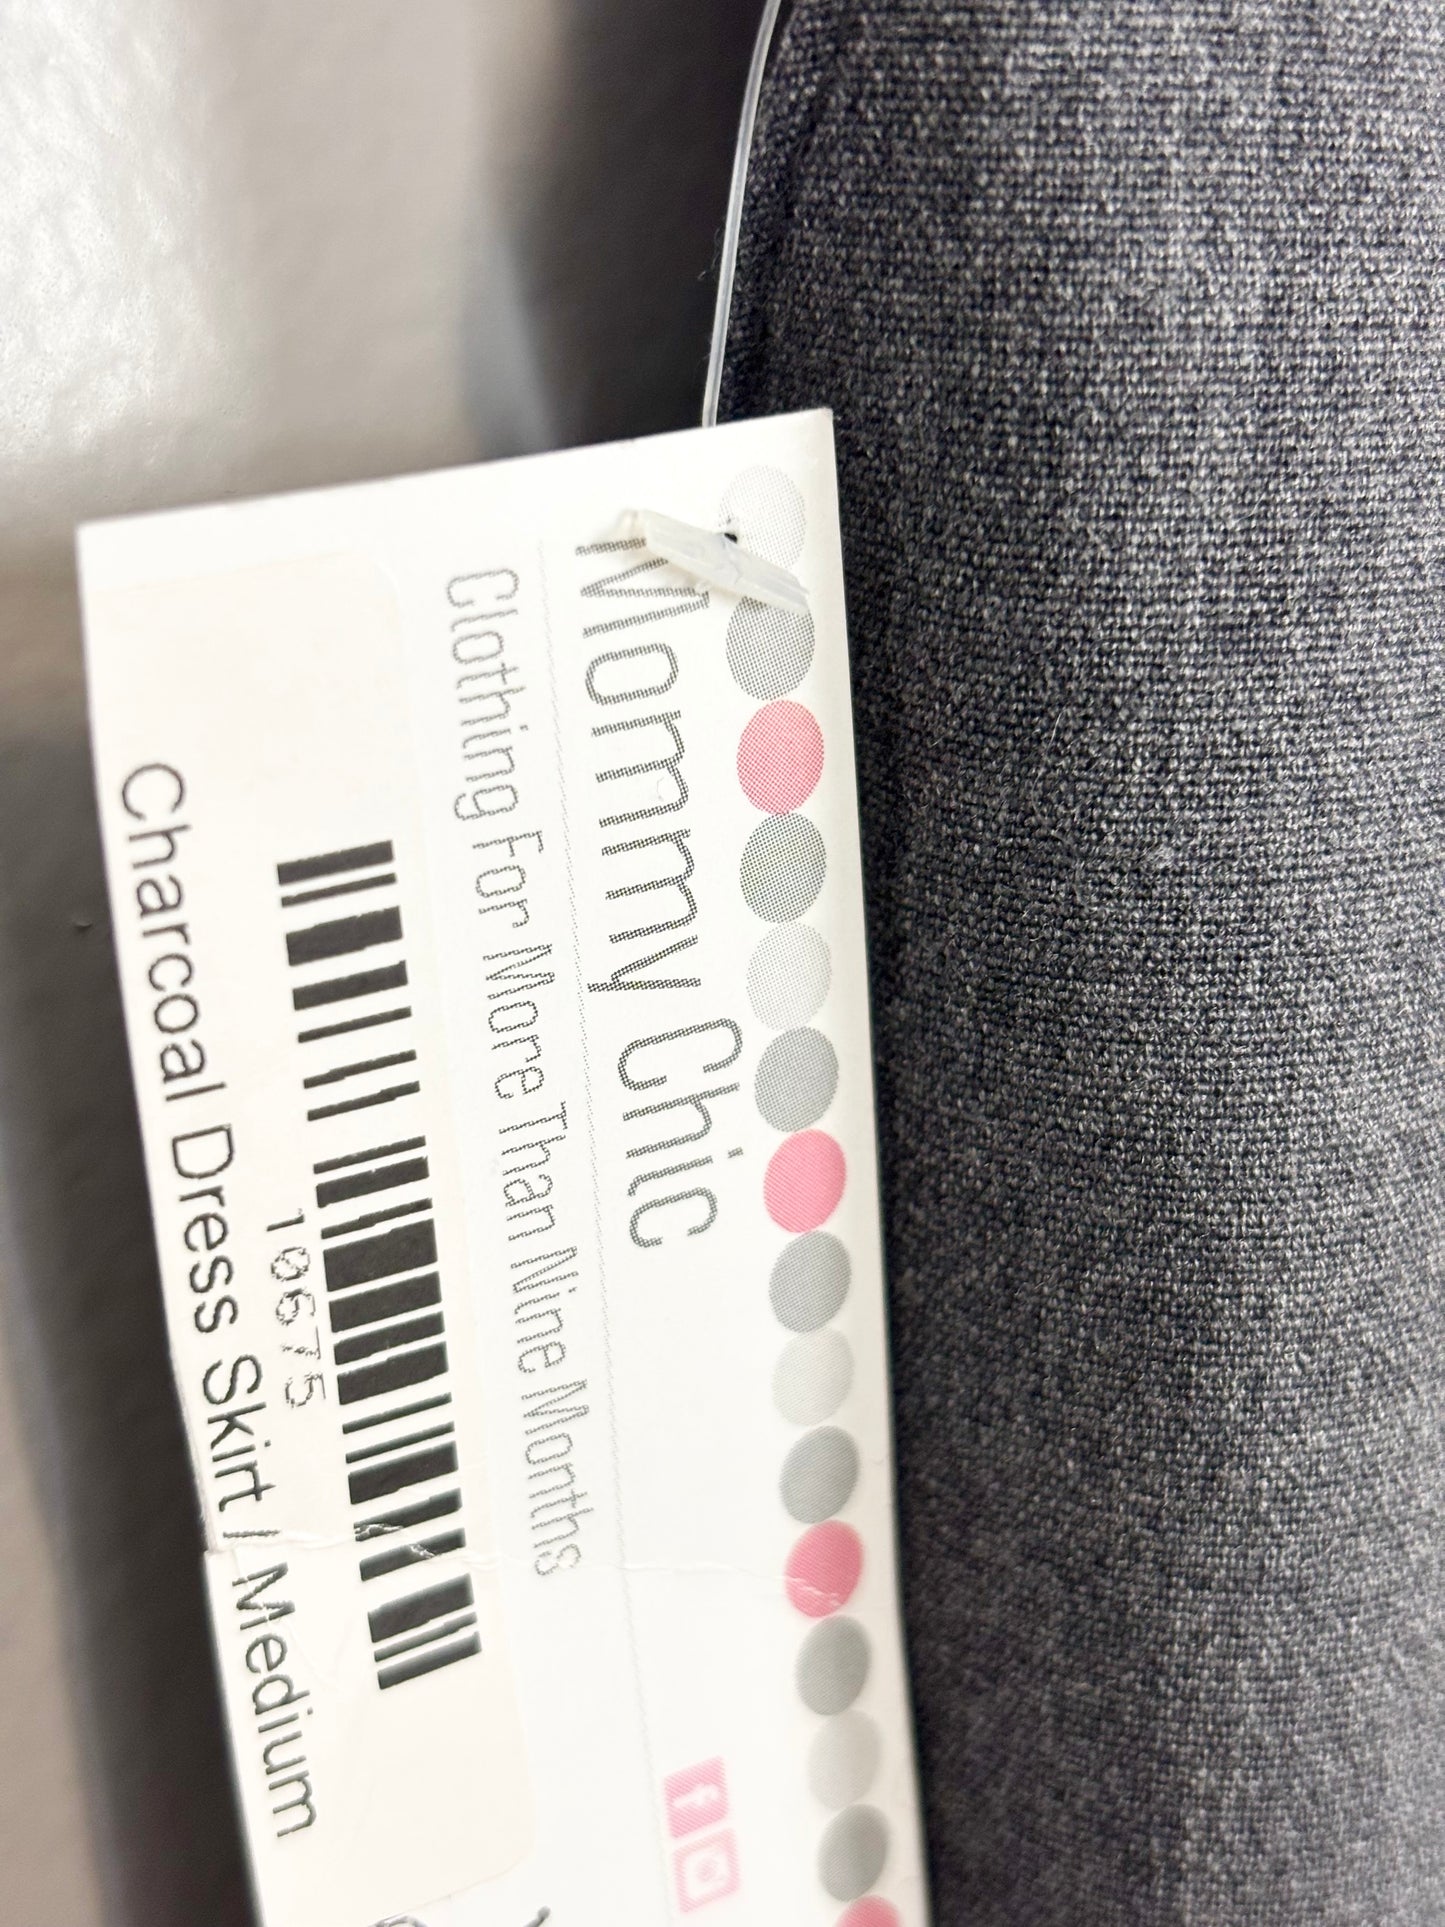 Mommy Chic
Clothing For More Than Nine Months
10675
Charcoal Dress Skirt / Medium